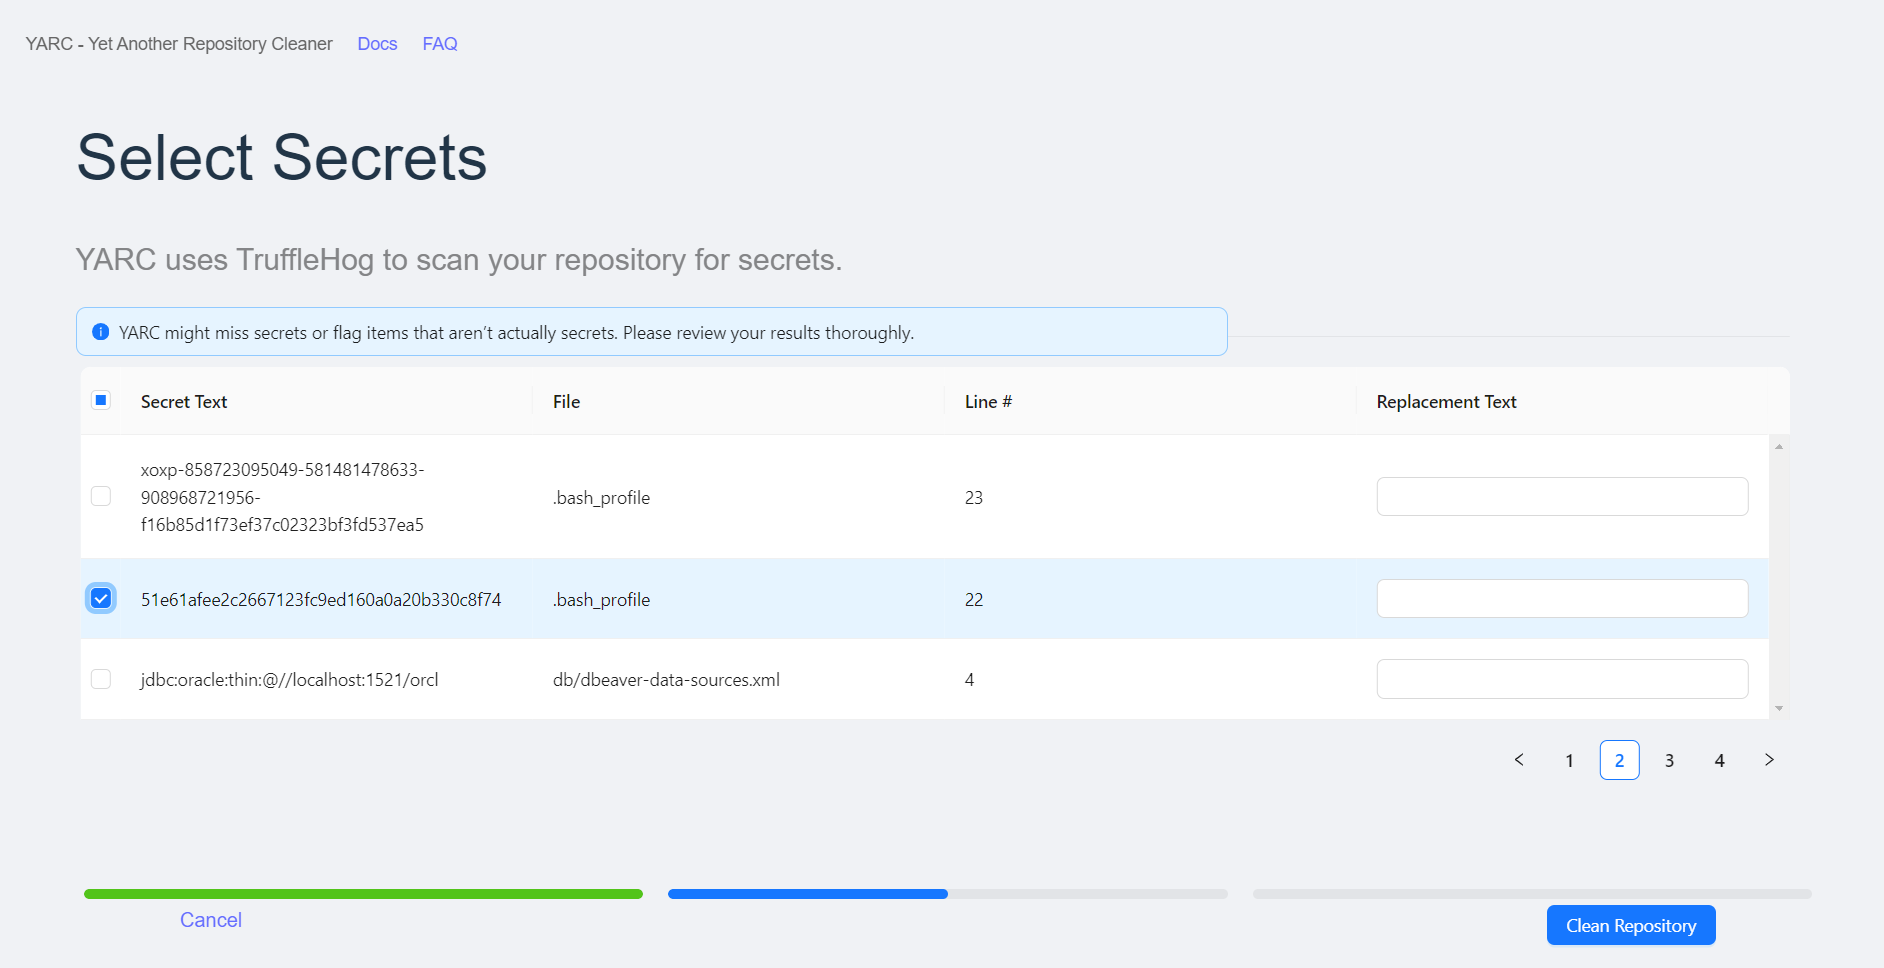 YARC - Yet Another Repository Cleaner Docs FAQ
Select Secrets
YARC uses TruffleHog to scan your repository for secrets.
YARC might miss secrets or flag items that aren't actually secrets. Please review your results thoroughly.
Secret Text File Line # Replacement Text
xoxp-858723095049-581481478633-
908968721956-
f16b85d1f73ef37c02323bf3fd537ea5
.bash_profile 23
51e61afee2c2667123fc9ed160a0a20b330c8f74 .bash_profile 22
jdbc:oracle:thin:@//localhost:1521/orcl db/dbeaver-data-sources.xml 4
< 1 2 3 4 >
Cancel
Clean Repository